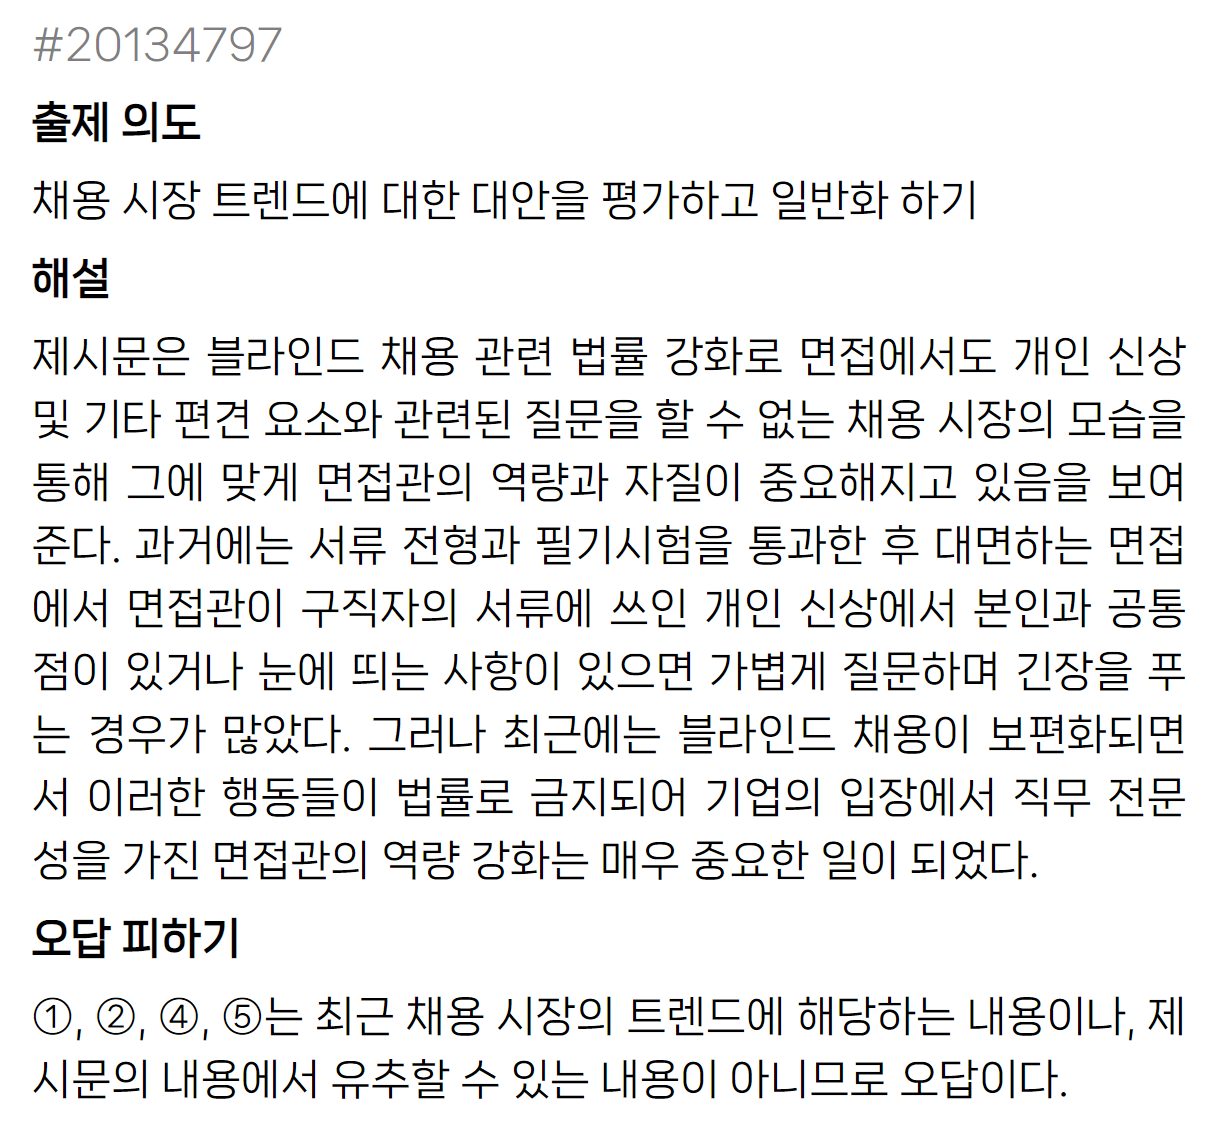 #20134797
출제 의도
채용 시장 트렌드에 대한 대안을 평가하고 일반화 하기
해설
제시문은 블라인드 채용 관련 법률 강화로 면접에서도 개인 신상
및 기타 편견 요소와 관련된 질문을 할 수 없는 채용 시장의 모습을
통해 그에 맞게 면접관의 역량과 자질이 중요해지고 있음을 보여
준다. 과거에는 서류 전형과 필기시험을 통과한 후 대면하는 면접
에서 면접관이 구직자의 서류에 쓰인 개인 신상에서 본인과 공통
점이 있거나 눈에 띄는 사항이 있으면 가볍게 질문하며 긴장을 푸
는 경우가 많았다. 그러나 최근에는 블라인드 채용이 보편화되면
서 이러한 행동들이 법률로 금지되어 기업의 입장에서 직무 전문
성을 가진 면접관의 역량 강화는 매우 중요한 일이 되었다.
오답 피하기
①, ②, ④, ⑤는 최근 채용 시장의 트렌드에 해당하는 내용이나, 제
시문의 내용에서 유추할 수 있는 내용이 아니므로 오답이다.